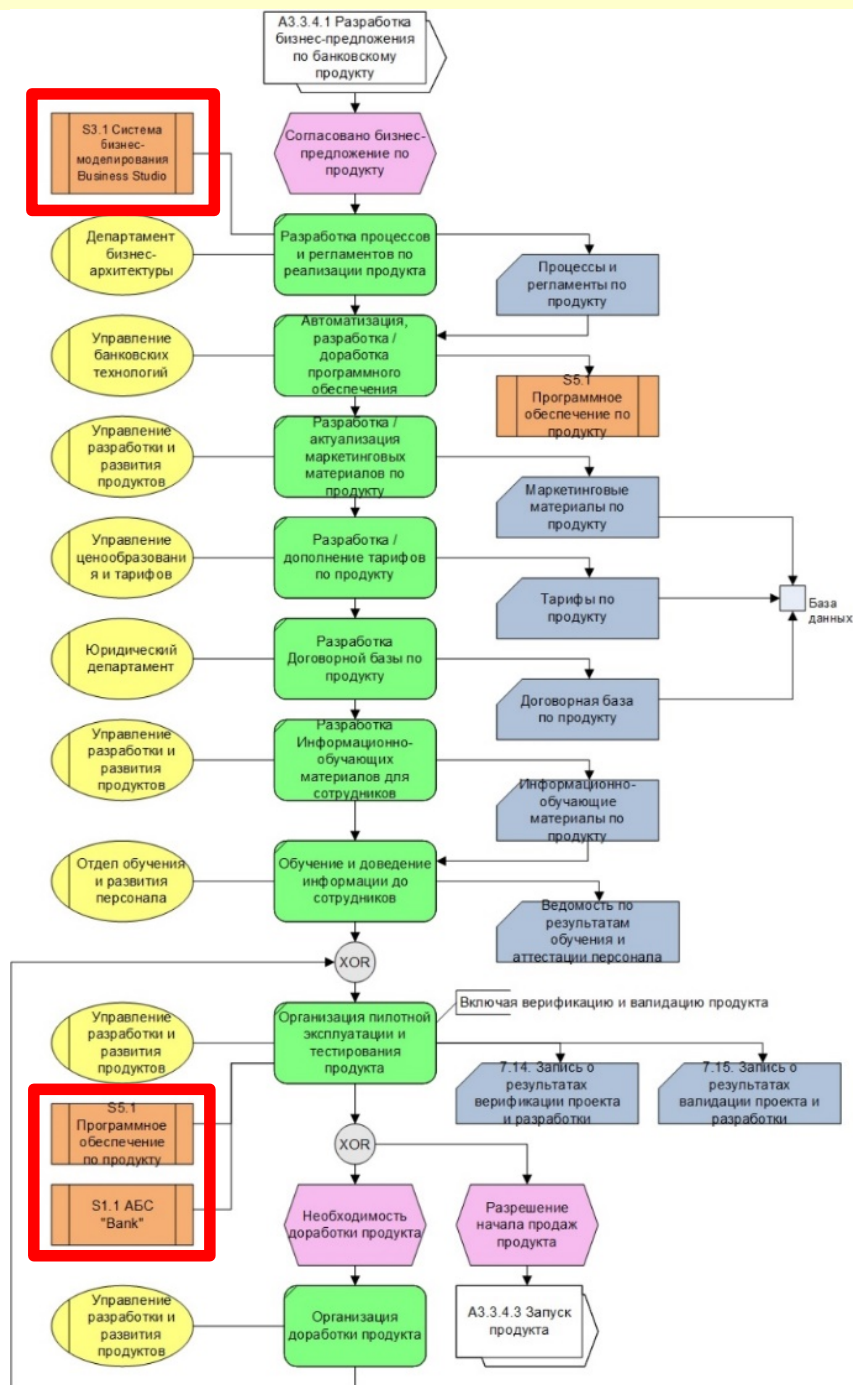 А3.3.4.1 Разработка
бизнес-предложения
по банковскому
продукту
S3.1 Система
бизнес-
моделирования
Business Studio
Согласовано бизнес-
предложение по
продукту
Департамент
бизнес-
архитектуры
Разработка процессов
и регламентов по
реализации продукта
Процессы и
регламенты по
продукту
Управление
банковских
технологий
Автоматизация,
разработка /
доработка
программного
обеспечения
S5.1
Программное
обеспечение по
продукту
Управление
разработки и
развития
продуктов
Разработка /
актуализация
маркетинговых
материалов по
продукту
Маркетинговые
материалы по
продукту
Управление
ценообразовани
я и тарифов
Разработка /
дополнение тарифов
по продукту
Тарифы по
продукту
База
данных
Юридический
департамент
Разработка
Договорной базы по
продукту
Договорная база
по продукту
Управление
разработки и
развития
продуктов
Разработка
Информационно-
обучающих
материалов для
сотрудников
Информационно-
обучающие
материалы по
продукту
Отдел обучения
и развития
персонала
Обучение и доведение
информации до
сотрудников
Ведомость по
результатам
обучения и
аттестации персонала
XOR
Управление
разработки и
развития
продуктов
Организация пилотной
эксплуатации и
тестирования
продукта
Включая верификацию и валидацию продукта
7.14. Запись о
результатах
верификации проекта
и разработки
7.15. Запись о
результатах
валидации проекта и
разработки
S5.1
Программное
обеспечение
по продукту
S1.1 АБС
"Bank"
XOR
Необходимость
доработки продукта
Разрешение
начала продаж
продукта
Управление
разработки и
развития
продуктов
Организация
доработки продукта
А3.3.4.3 Запуск
продукта